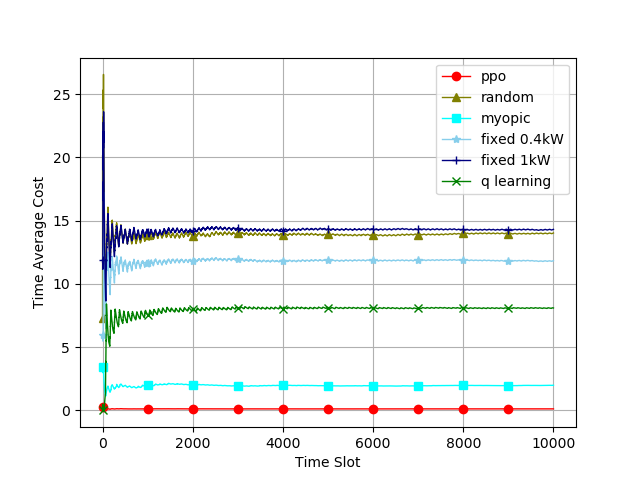 ppo
random
myopic
fixed 0.4kW
fixed 1kW
q learning
Time Average Cost
25
20
15
10
5
0
0 2000 4000 6000 8000 10000
Time Slot